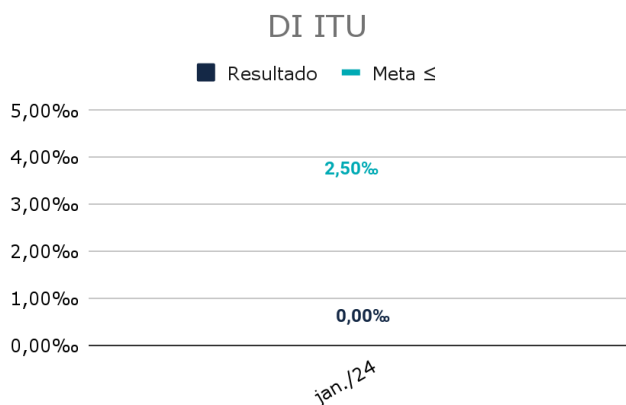 DI ITU
Resultado
Meta ≤
5,00‰
4,00‰
2,50‰
3,00‰
2,00‰
1,00‰
0,00‰
0,00‰
jan./24